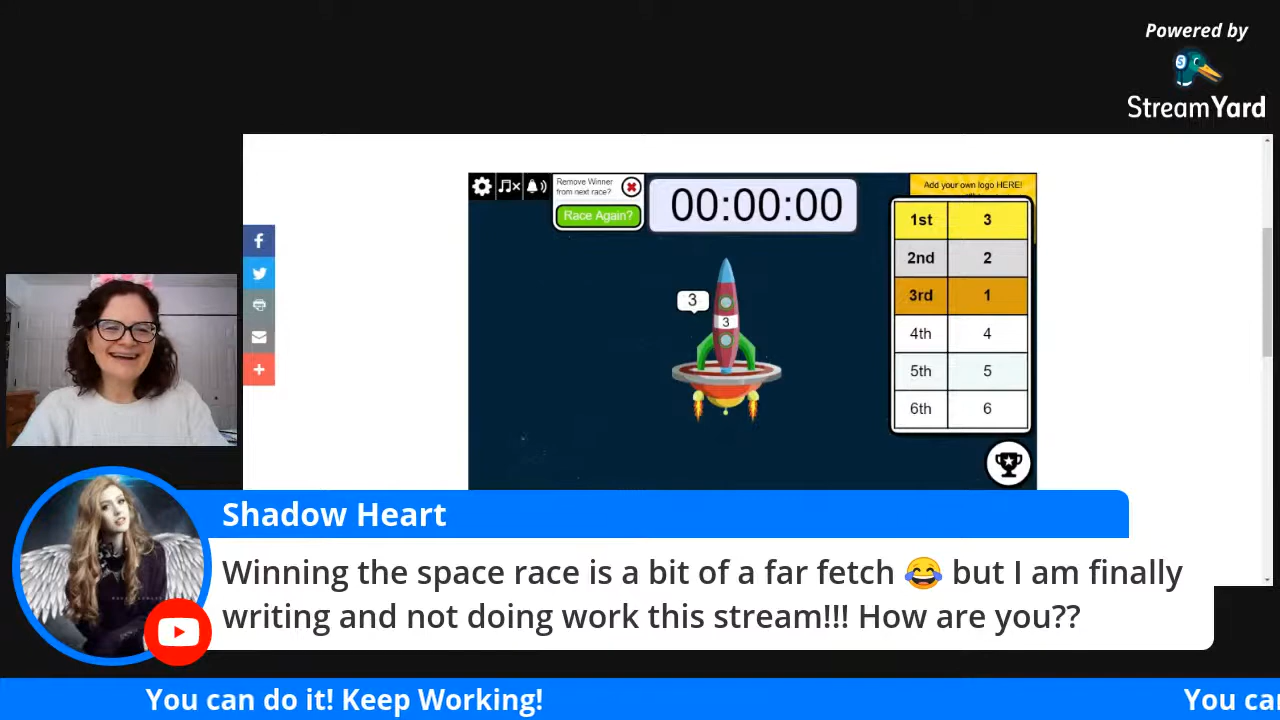 Powered by
StreamYard
Remove Winner
from next race?
Race Again?
00:00:00
Add your own logo HERE!
1st 3
2nd 2
3rd 1
4th 4
5th 5
6th 6
3
3
Shadow Heart
Winning the space race is a bit of a far fetch 😂 but I am finally
writing and not doing work this stream!!! How are you??
You can do it! Keep Working!
You can